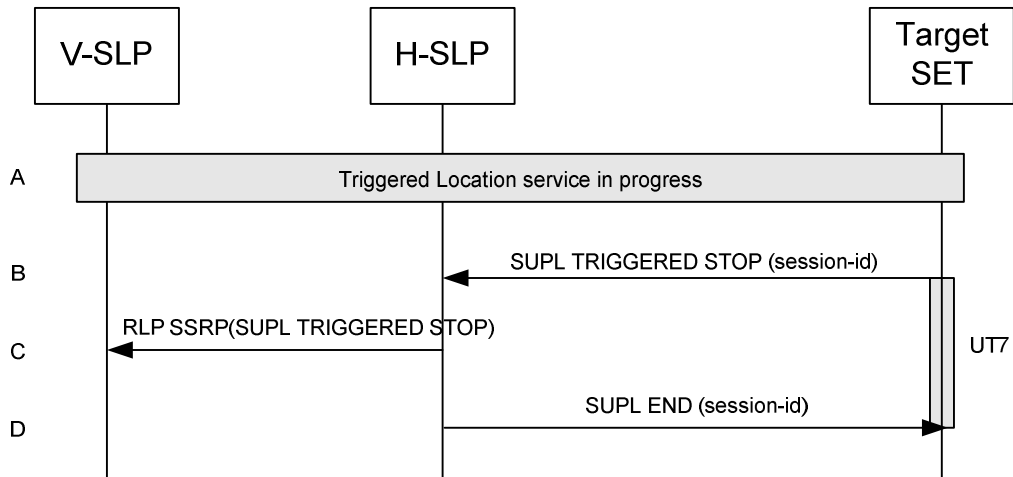 V-SLP
H-SLP
Target
SET
A
Triggered Location service in progress
B
SUPL TRIGGERED STOP (session-id)
RLP SSRP(SUPL TRIGGERED STOP)
C
UT7
SUPL END (session-id)
D